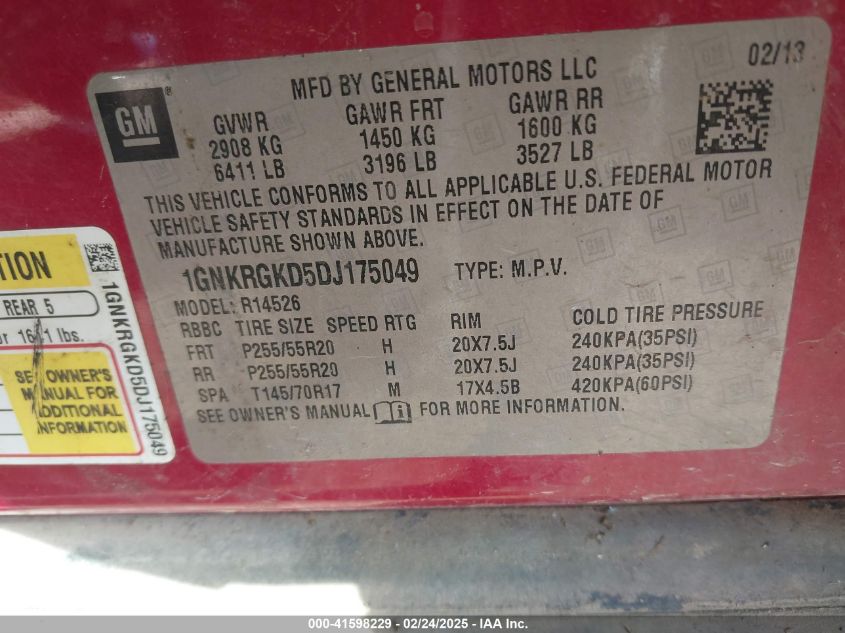 02/13
MFD BY GENERAL MOTORS LLC
GM
GVWR GAWR FRT GAWR RR
2908 KG 1450 KG 1600 KG
6411 LB 3196 LB 3527 LB
THIS VEHICLE CONFORMS TO ALL APPLICABLE U.S. FEDERAL MOTOR
VEHICLE SAFETY STANDARDS IN EFFECT ON THE DATE OF
MANUFACTURE SHOWN ABOVE.
1GNKRGKD5DJ175049 TYPE: M.P.V.
MODEL: R14526
RBBC TIRE SIZE SPEED RTG RIM COLD TIRE PRESSURE
FRT P255/55R20 H 20X7.5J 240KPA(35PSI)
RR P255/55R20 H 20X7.5J 240KPA(35PSI)
SPA T145/70R17 M 17X4.5B 420KPA(60PSI)
SEE OWNER'S MANUAL FOR MORE INFORMATION.
REAR 5
lbs.
SEE OWNER'S
MANUAL FOR
ADDITIONAL
INFORMATION
1GNKRGKD5DJ175049
000-41598229 — 02/24/2025 — IAA, Inc.